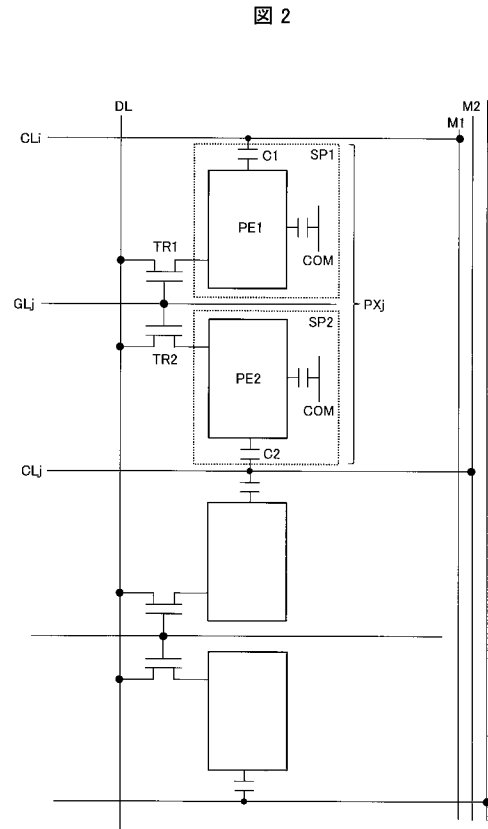 図 2
DL
M2
M1
CLi
C1
SP1
PE1
COM
TR1
GLj
PXj
SP2
TR2
PE2
COM
C2
CLj